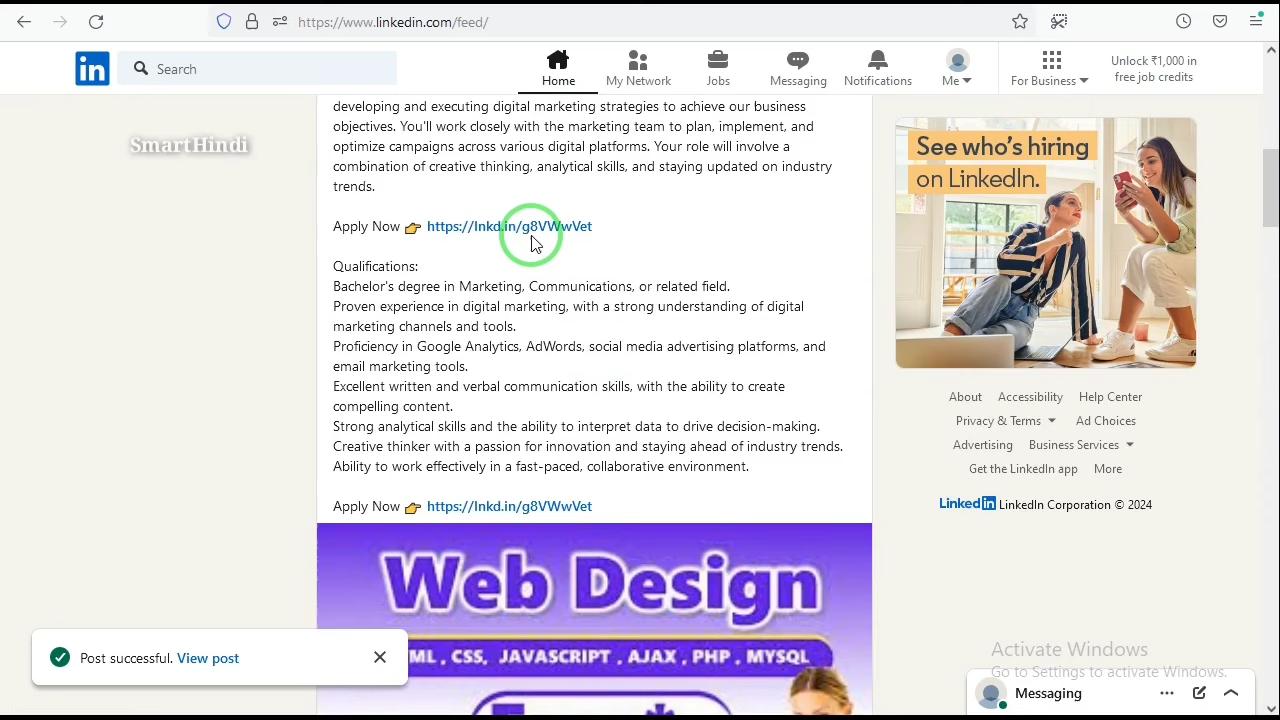 https://www.linkedin.com/feed/
in
Search
Home
My Network
Jobs
Messaging
Notifications
Me
For Business
Unlock ₹1,000 in
free job credits
SmartHindi
developing and executing digital marketing strategies to achieve our business
objectives. You'll work closely with the marketing team to plan, implement, and
optimize campaigns across various digital platforms. Your role will involve a
combination of creative thinking, analytical skills, and staying updated on industry
trends.
Apply Now 👉 https://lnkd.in/g8VWwVet
Qualifications:
Bachelor's degree in Marketing, Communications, or related field.
Proven experience in digital marketing, with a strong understanding of digital
marketing channels and tools.
Proficiency in Google Analytics, AdWords, social media advertising platforms, and
email marketing tools.
Excellent written and verbal communication skills, with the ability to create
compelling content.
Strong analytical skills and the ability to interpret data to drive decision-making.
Creative thinker with a passion for innovation and staying ahead of industry trends.
Ability to work effectively in a fast-paced, collaborative environment.
Apply Now 👉 https://lnkd.in/g8VWwVet
Web Design
ML , CSS, JAVASCRIPT , AJAX , PHP , MYSQL
See who's hiring
on LinkedIn.
About Accessibility Help Center
Privacy & Terms Ad Choices
Advertising Business Services
Get the LinkedIn app More
LinkedIn LinkedIn Corporation © 2024
Post successful. View post
Activate Windows
Go to Settings to activate Windows.
Messaging